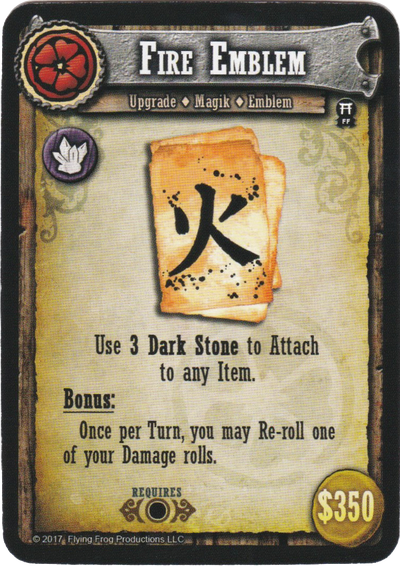 Fire Emblem
Upgrade ♦ Magik ♦ Emblem
FF
火
Use 3 Dark Stone to Attach
to any Item.
Bonus:
Once per Turn, you may Re-roll one
of your Damage rolls.
REQUIRES
$350
© 2017 Flying Frog Productions LLC